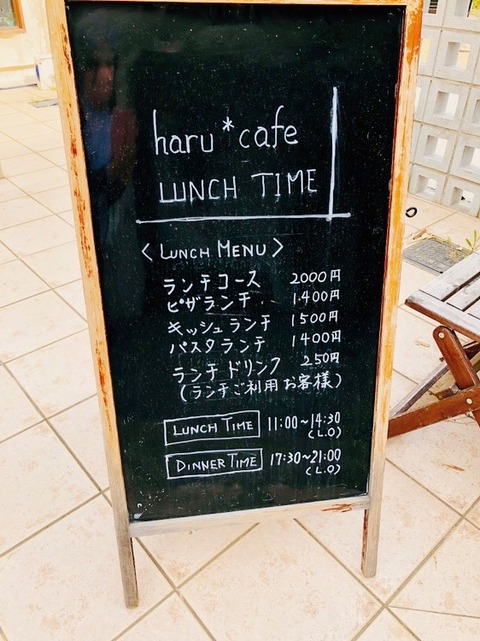 haru*cafe
LUNCH TIME
<LUNCH MENU>
ランチコース 2000円
ピザランチ 1400円
キッシュランチ 1500円
パスタランチ 1400円
ランチドリンク 250円
(ランチご利用お客様)
LUNCH TIME 11:00~14:30
(L.O)
DINNER TIME 17:30~21:00
(L.O)